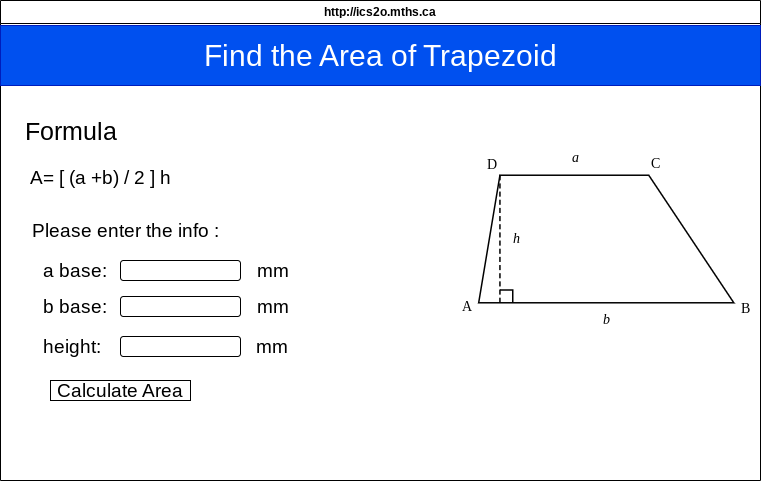 http://ics2o.mths.ca
Find the Area of Trapezoid
Formula
A= [ (a +b) / 2 ] h
Please enter the info :
a base: mm
b base: mm
height: mm
Calculate Area
D a C
h
A b B